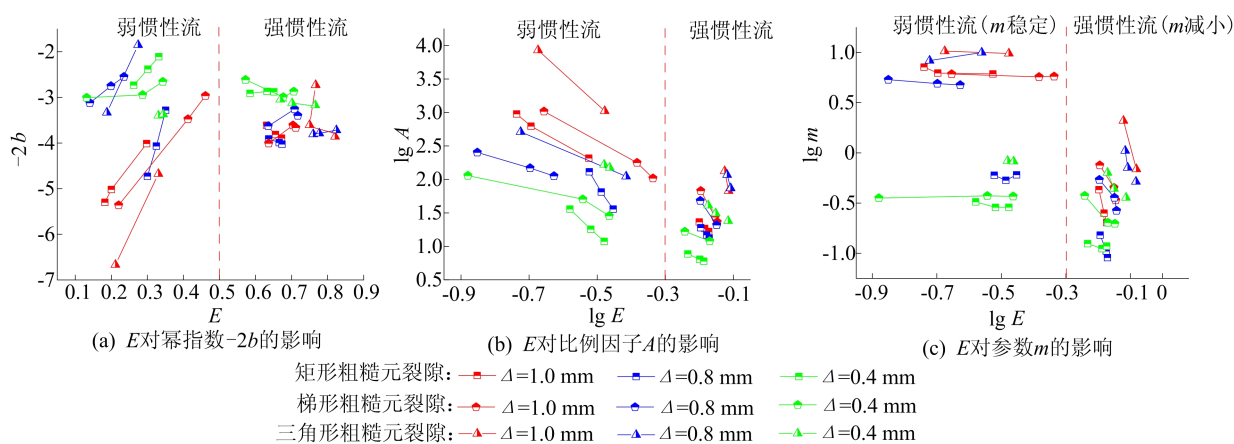 弱惯性流 强惯性流
-2b
-2
-3
-4
-5
-6
-7
0.1 0.2 0.3 0.4 0.5 0.6 0.7 0.8 0.9
E
(a) E对幂指数-2b的影响
弱惯性流 强惯性流
lg A
4.0
3.5
3.0
2.5
2.0
1.5
1.0
0.5
-0.9 -0.7 -0.5 -0.3 -0.1
lg E
(b) E对比例因子A的影响
弱惯性流(m稳定) 强惯性流(m减小)
lg m
1.0
0.5
0
-0.5
-1.0
-0.9 -0.7 -0.5 -0.3 -0.1 0
lg E
(c) E对参数m的影响
矩形粗糙元裂隙: Δ=1.0 mm Δ=0.8 mm Δ=0.4 mm
梯形粗糙元裂隙: Δ=1.0 mm Δ=0.8 mm Δ=0.4 mm
三角形粗糙元裂隙: Δ=1.0 mm Δ=0.8 mm Δ=0.4 mm